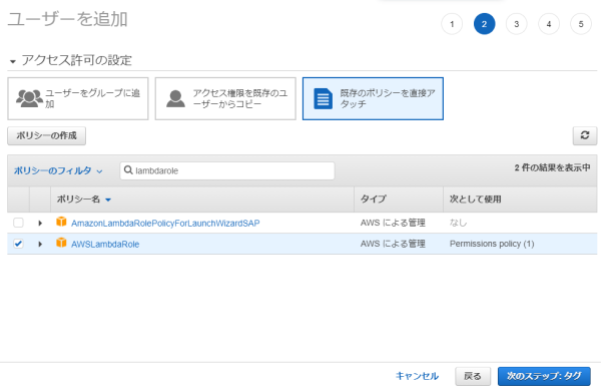 ユーザーを追加
1 2 3 4 5
アクセス許可の設定
ユーザーをグループに追
加
アクセス権限を既存のユ
ーザーからコピー
既存のポリシーを直接ア
タッチ
ポリシーの作成
ポリシーのフィルタ lambdarole 2 件の結果を表示中
ポリシー名 タイプ 次として使用
AmazonLambdaRolePolicyForLaunchWizardSAP AWS による管理 なし
AWSLambdaRole AWS による管理 Permissions policy (1)
キャンセル 戻る 次のステップ: タグ